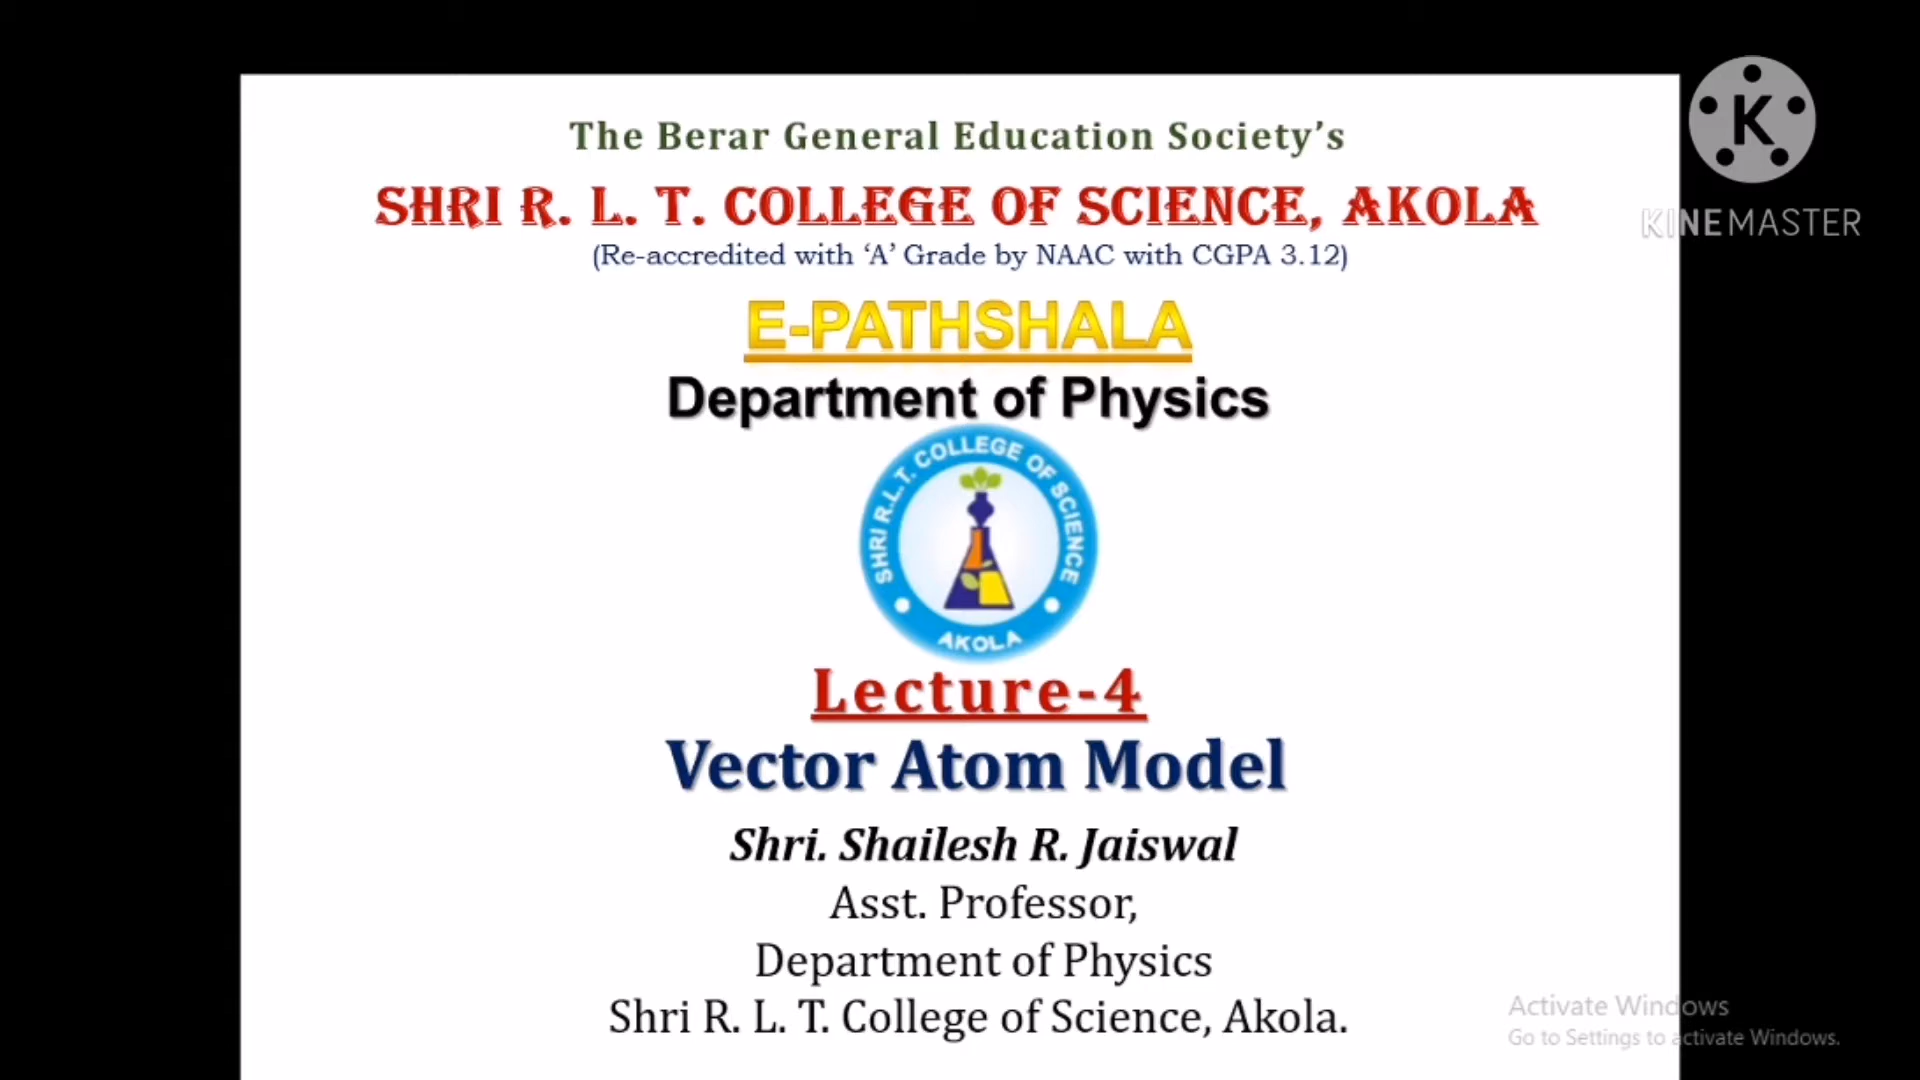 The Berar General Education Society’s
SHRI R. L. T. COLLEGE OF SCIENCE, AKOLA
(Re-accredited with ‘A’ Grade by NAAC with CGPA 3.12)
E-PATHSHALA
Department of Physics
SHRI R.L.T. COLLEGE OF SCIENCE
AKOLA
Lecture-4
Vector Atom Model
Shri. Shailesh R. Jaiswal
Asst. Professor,
Department of Physics
Shri R. L. T. College of Science, Akola.
K
KINEMASTER
Activate Windows
Go to Settings to activate Windows.